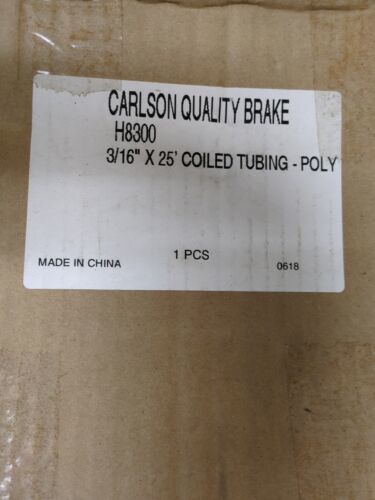 CARLSON QUALITY BRAKE
H8300
3/16" X 25' COILED TUBING - POLY
1 PCS
MADE IN CHINA
0618